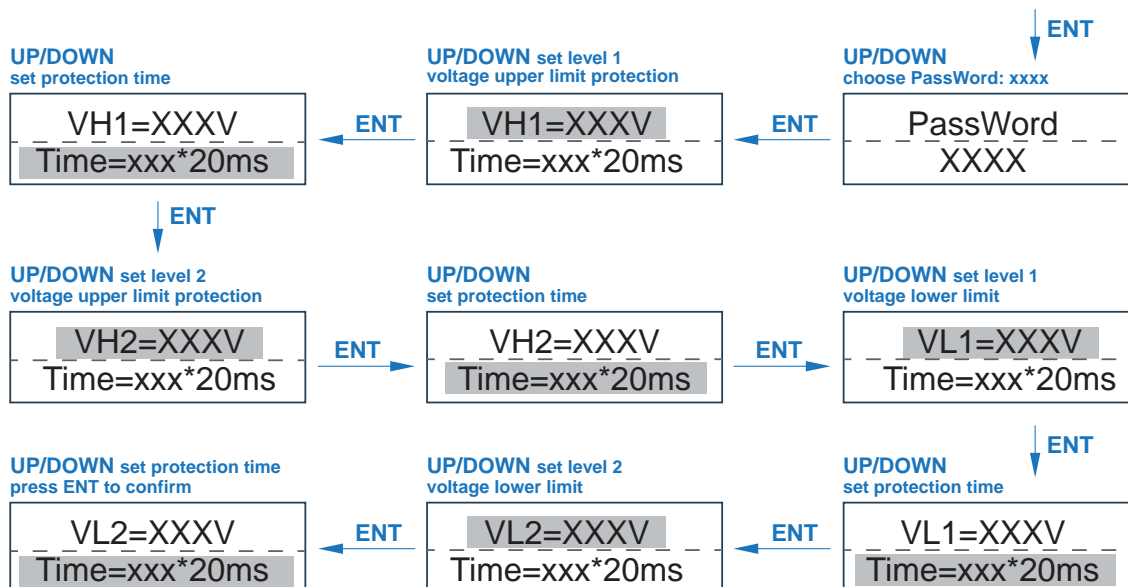 ENT
UP/DOWN
choose PassWord: xxxx
PassWord
XXXX
ENT
UP/DOWN set level 1
voltage upper limit protection
VH1=XXXV
Time=xxx*20ms
ENT
UP/DOWN
set protection time
VH1=XXXV
Time=xxx*20ms
ENT
UP/DOWN set level 2
voltage upper limit protection
VH2=XXXV
Time=xxx*20ms
ENT
UP/DOWN
set protection time
VH2=XXXV
Time=xxx*20ms
ENT
UP/DOWN set level 1
voltage lower limit
VL1=XXXV
Time=xxx*20ms
ENT
UP/DOWN
set protection time
VL1=XXXV
Time=xxx*20ms
ENT
UP/DOWN set level 2
voltage lower limit
VL2=XXXV
Time=xxx*20ms
ENT
UP/DOWN set protection time
press ENT to confirm
VL2=XXXV
Time=xxx*20ms